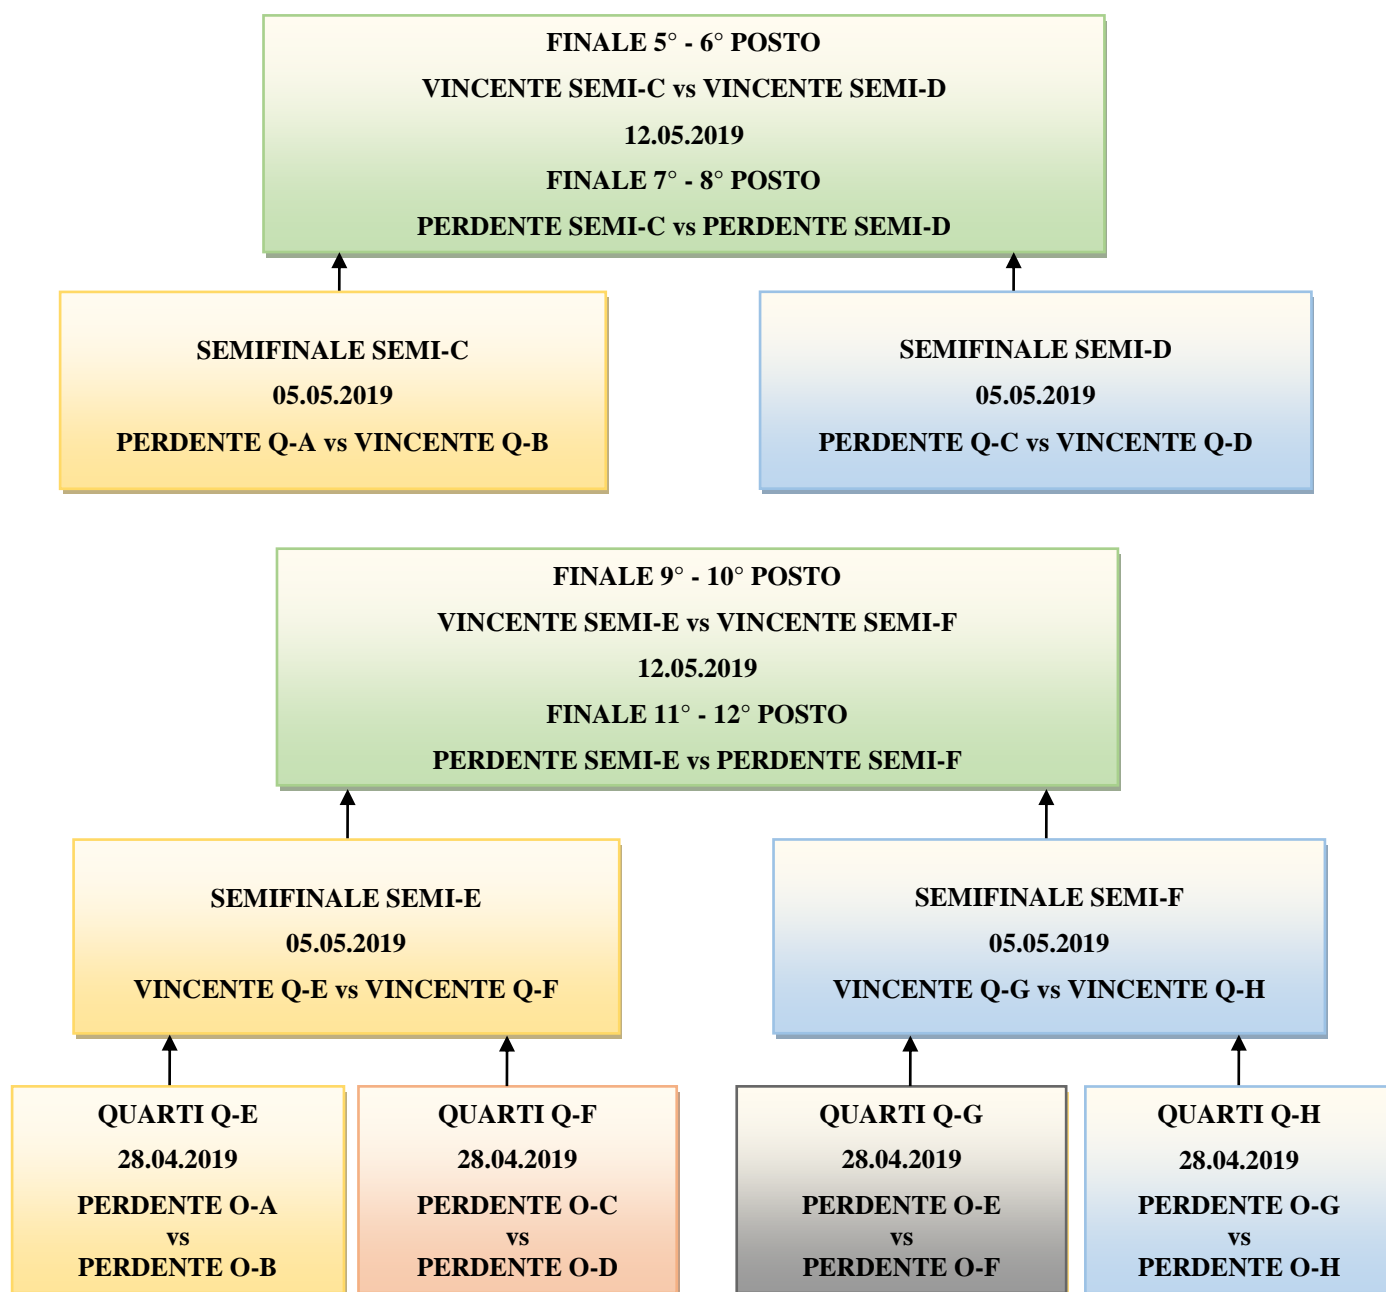 FINALE 5° - 6° POSTO
VINCENTE SEMI-C vs VINCENTE SEMI-D
12.05.2019
FINALE 7° - 8° POSTO
PERDENTE SEMI-C vs PERDENTE SEMI-D
SEMIFINALE SEMI-C
05.05.2019
PERDENTE Q-A vs VINCENTE Q-B
SEMIFINALE SEMI-D
05.05.2019
PERDENTE Q-C vs VINCENTE Q-D
FINALE 9° - 10° POSTO
VINCENTE SEMI-E vs VINCENTE SEMI-F
12.05.2019
FINALE 11° - 12° POSTO
PERDENTE SEMI-E vs PERDENTE SEMI-F
SEMIFINALE SEMI-E
05.05.2019
VINCENTE Q-E vs VINCENTE Q-F
SEMIFINALE SEMI-F
05.05.2019
VINCENTE Q-G vs VINCENTE Q-H
QUARTI Q-E
28.04.2019
PERDENTE O-A
vs
PERDENTE O-B
QUARTI Q-F
28.04.2019
PERDENTE O-C
vs
PERDENTE O-D
QUARTI Q-G
28.04.2019
PERDENTE O-E
vs
PERDENTE O-F
QUARTI Q-H
28.04.2019
PERDENTE O-G
vs
PERDENTE O-H